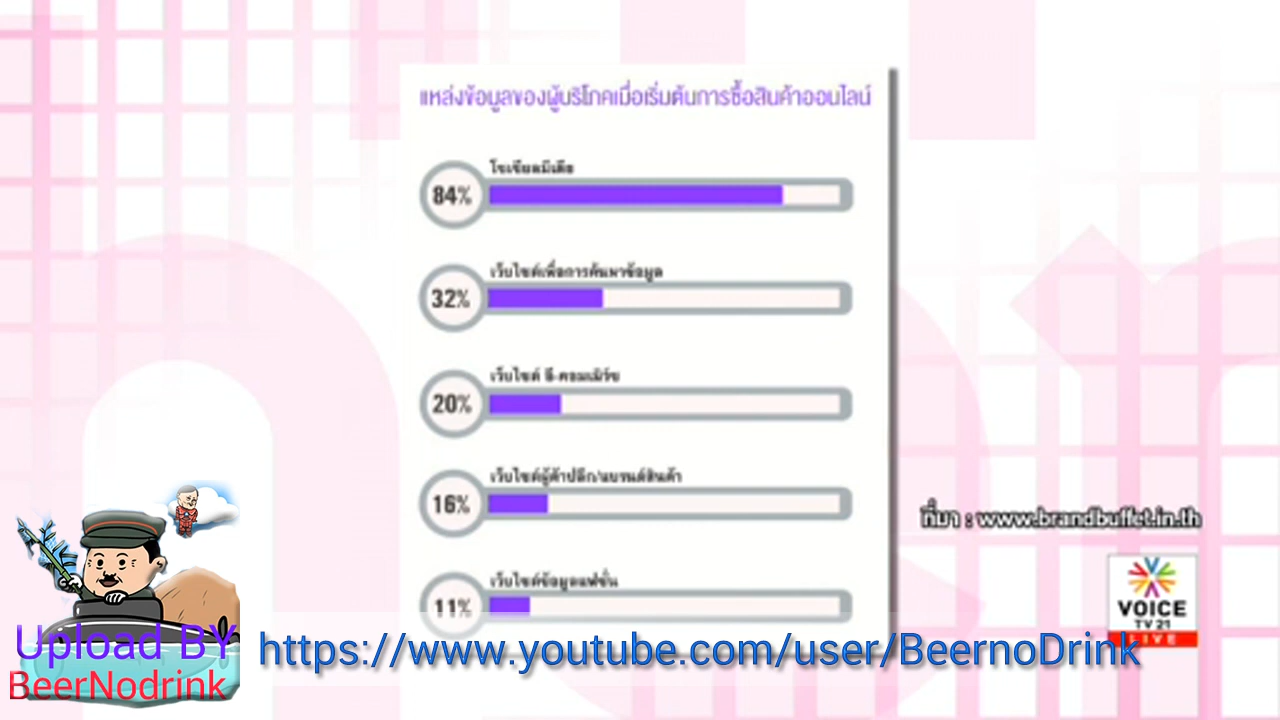 แหล่งข้อมูลของผู้บริโภคเมื่อเริ่มต้นการซื้อสินค้าออนไลน์
โซเชียลมีเดีย
84%
เว็บไซต์เพื่อการค้นหาข้อมูล
32%
เว็บไซต์ อี-คอมเมิร์ซ
20%
เว็บไซต์ผู้ค้าปลีก/แบรนด์สินค้า
16%
เว็บไซต์ข้อมูลแฟชั่น
11%
ที่มา : www.brandbuffet.in.th
VOICE
TV 21
LIVE
Upload BY
BeerNodrink
https://www.youtube.com/user/BeernoDrink